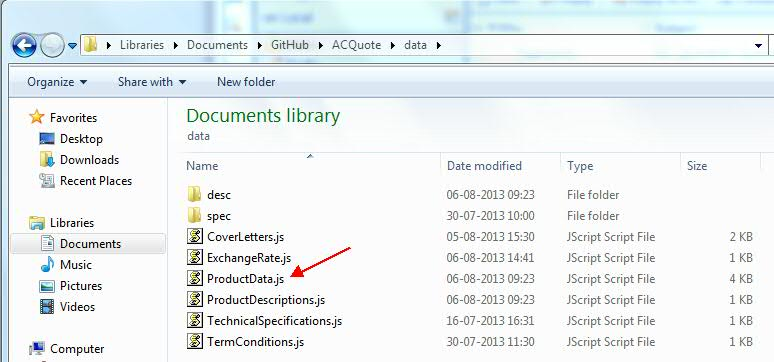 Libraries Documents GitHub ACQuote data
Organize Share with New folder
Favorites
Desktop
Downloads
Recent Places
Libraries
Documents
Music
Pictures
Videos
Computer
Documents library
data
Name Date modified Type Size
desc 06-08-2013 09:23 File folder
spec 30-07-2013 10:00 File folder
CoverLetters.js 05-08-2013 15:30 JScript Script File 2 KB
ExchangeRate.js 06-08-2013 14:41 JScript Script File 1 KB
ProductData.js 06-08-2013 09:23 JScript Script File 4 KB
ProductDescriptions.js 06-08-2013 09:23 JScript Script File 1 KB
TechnicalSpecifications.js 16-07-2013 16:31 JScript Script File 1 KB
TermConditions.js 30-07-2013 11:30 JScript Script File 1 KB